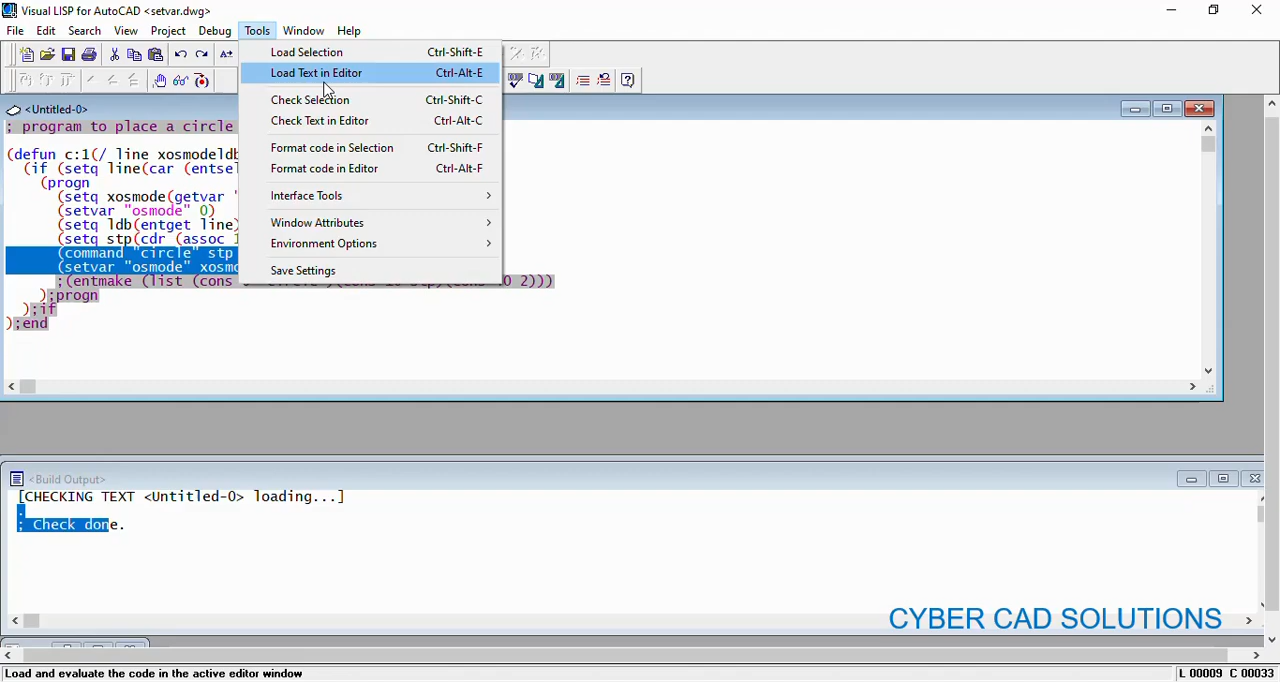 Visual LISP for AutoCAD <setvar.dwg>
File Edit Search View Project Debug Tools Window Help
Load Selection Ctrl-Shift-E
Load Text in Editor Ctrl-Alt-E
Check Selection Ctrl-Shift-C
Check Text in Editor Ctrl-Alt-C
Format code in Selection Ctrl-Shift-F
Format code in Editor Ctrl-Alt-F
Interface Tools
Window Attributes
Environment Options
Save Settings
<Untitled-0>
; program to place a circle
(defun c:1(/ line xosmodeldb
(if (setq line(car (entsel
(progn
(setq xosmode(getvar "
(setvar "osmode" 0)
(setq ldb(entget line)
(setq stp(cdr (assoc 1
(command "circle" stp
(setvar "osmode" xosmo
;(entmake (list (cons 2)))
);progn
);if
);end
<Build Output>
[CHECKING TEXT <Untitled-0> loading...]
.
; Check done.
CYBER CAD SOLUTIONS
Load and evaluate the code in the active editor window
L 00009 C 00033